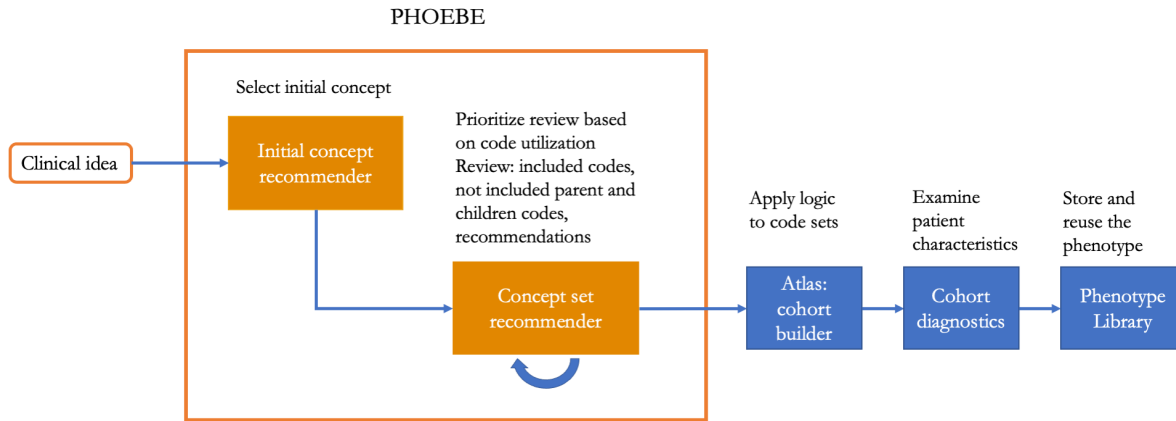 PHOEBE
Select initial concept
Clinical idea
Initial concept
recommender
Prioritize review based
on code utilization
Review: included codes,
not included parent and
children codes,
recommendations
Concept set
recommender
Apply logic
to code sets
Atlas:
cohort
builder
Examine
patient
characteristics
Cohort
diagnostics
Store and
reuse the
phenotype
Phenotype
Library